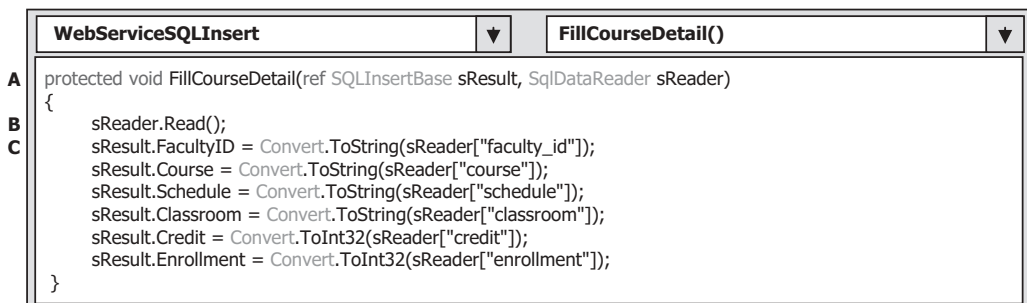 WebServiceSQLInsert FillCourseDetail()
A protected void FillCourseDetail(ref SQLInsertBase sResult, SqlDataReader sReader)
{
B sReader.Read();
C sResult.FacultyID = Convert.ToString(sReader["faculty_id"]);
sResult.Course = Convert.ToString(sReader["course"]);
sResult.Schedule = Convert.ToString(sReader["schedule"]);
sResult.Classroom = Convert.ToString(sReader["classroom"]);
sResult.Credit = Convert.ToInt32(sReader["credit"]);
sResult.Enrollment = Convert.ToInt32(sReader["enrollment"]);
}